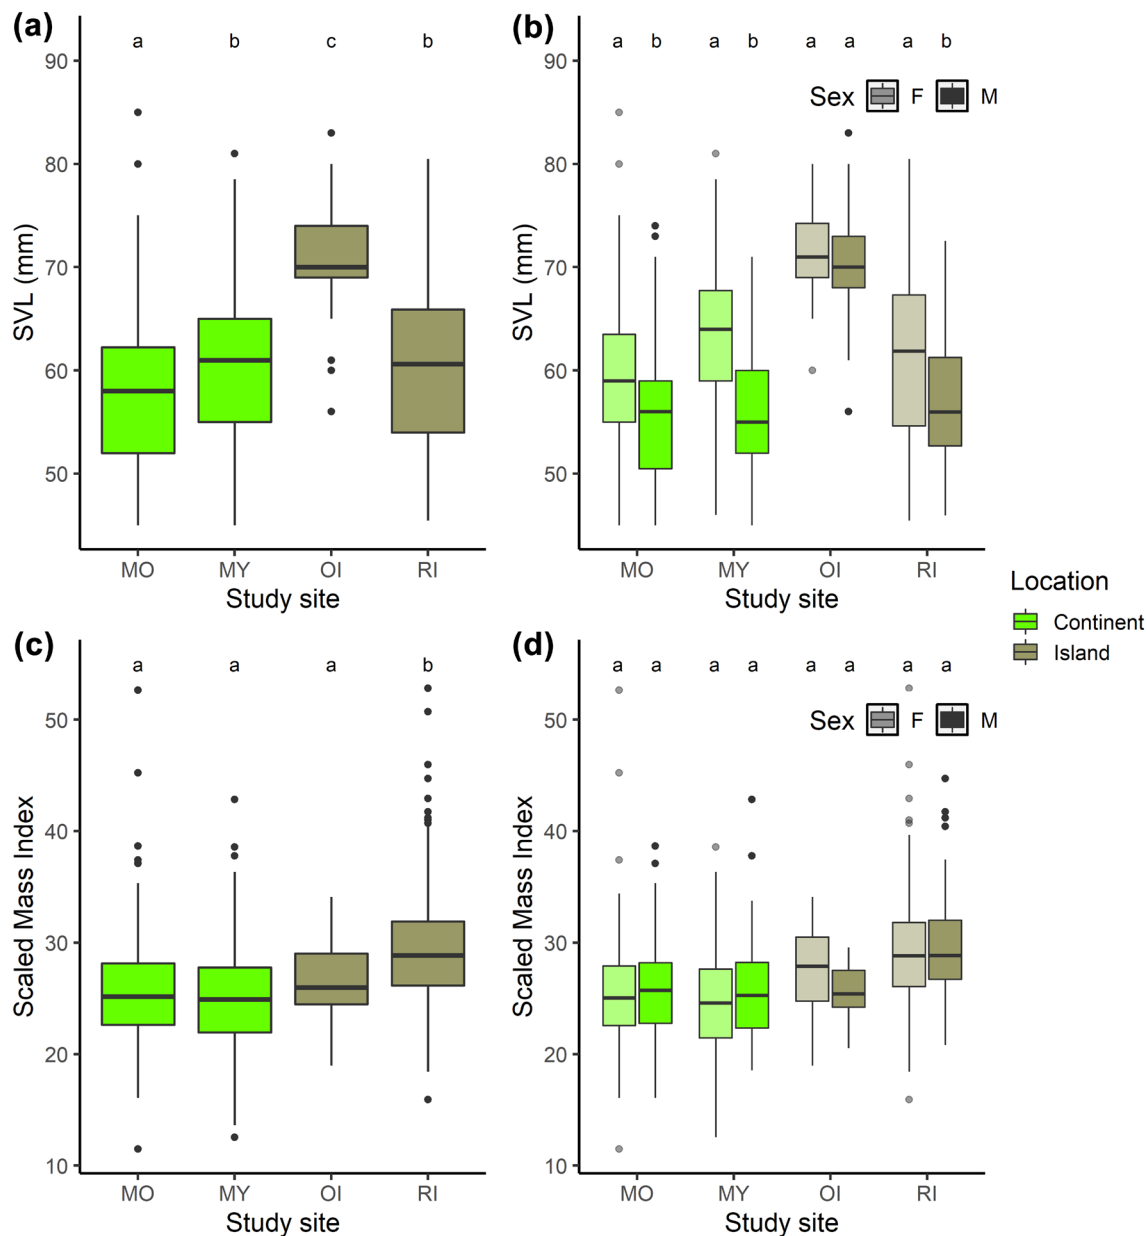 (a)
a b c b
90
80
70
60
50
SVL (mm)
MO MY OI RI
Study site
(b)
a b a b a a a b
Sex F M
90
80
70
60
50
SVL (mm)
MO MY OI RI
Study site
Location
Continent
Island
(c)
a a a b
50
40
30
20
10
Scaled Mass Index
MO MY OI RI
Study site
(d)
a a a a a a a a
Sex F M
50
40
30
20
10
Scaled Mass Index
MO MY OI RI
Study site